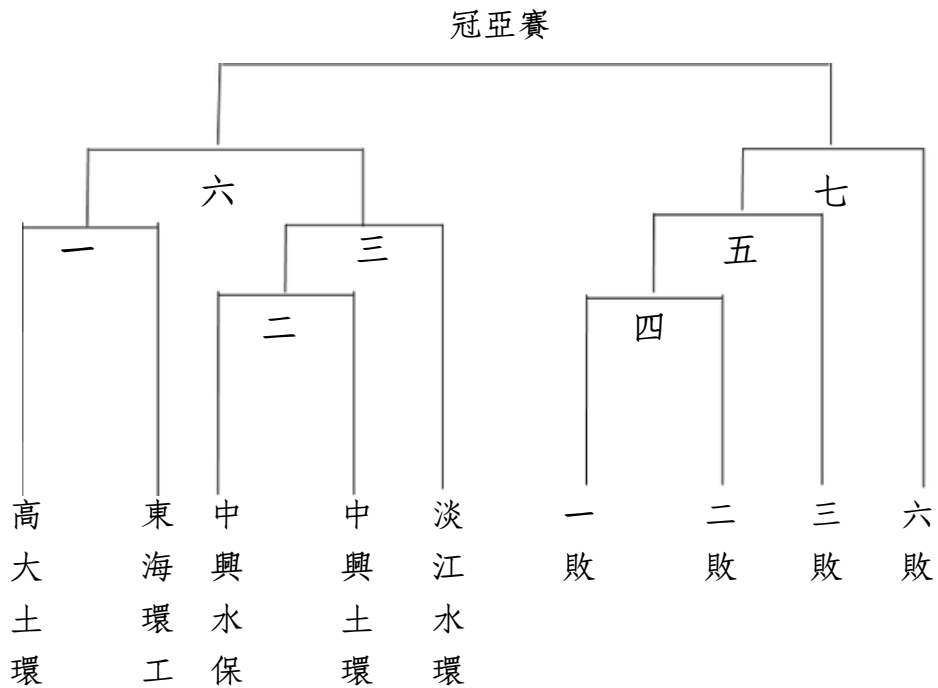 冠亞賽
六
七
一
三
五
二
四
高大土環
東海環工
中興水保
中興土環
淡江水環
一敗
二敗
三敗
六敗